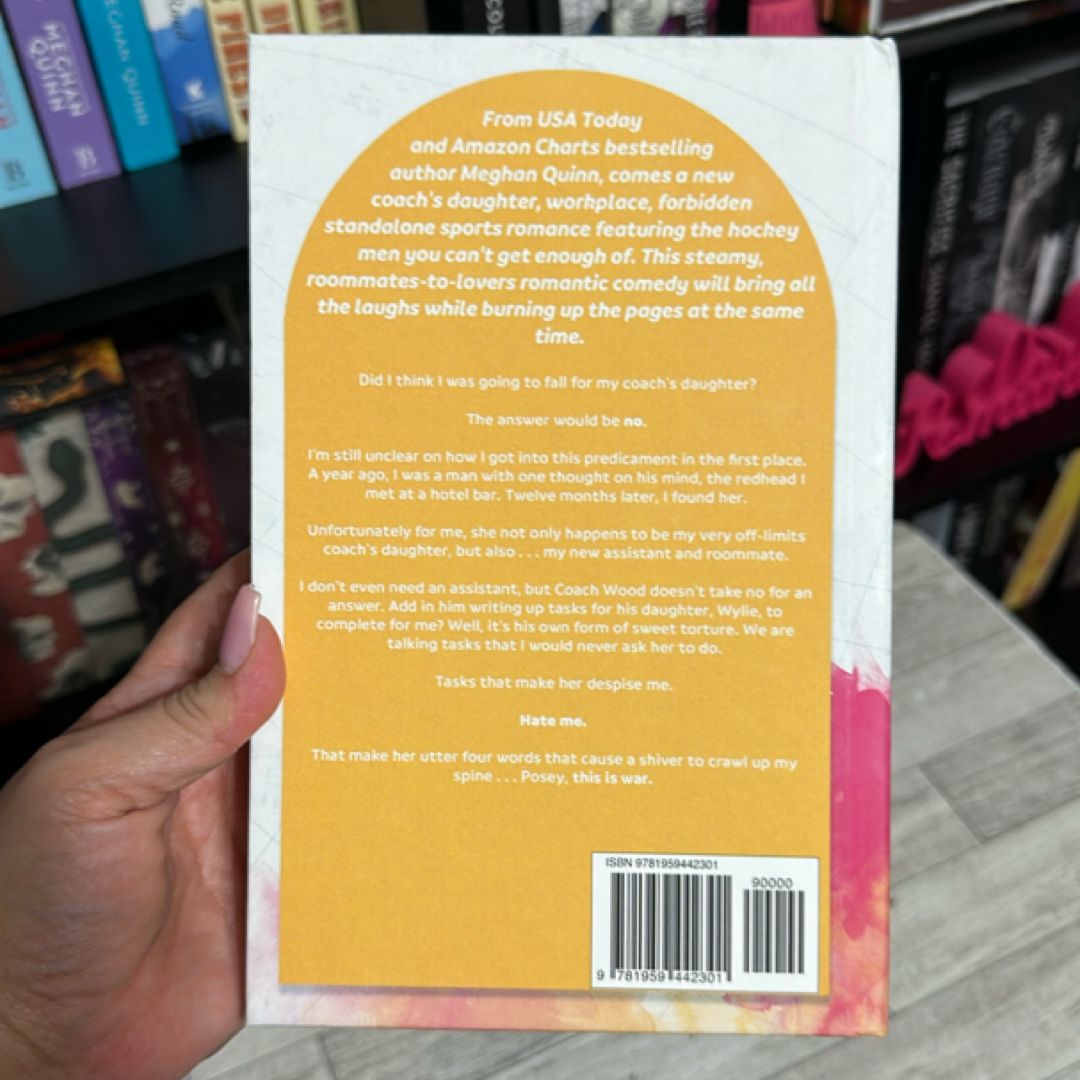 MEGHAN
QUINN
MEGHAN QUINN
From USA Today
and Amazon Charts bestselling
author Meghan Quinn, comes a new
coach's daughter, workplace, forbidden
standalone sports romance featuring the hockey
men you can't get enough of. This steamy,
roommates-to-lovers romantic comedy will bring all
the laughs while burning up the pages at the same
time.
Did I think I was going to fall for my coach's daughter?
The answer would be no.
I'm still unclear on how I got into this predicament in the first place.
A year ago, I was a man with one thought on his mind, the redhead I
met at a hotel bar. Twelve months later, I found her.
Unfortunately for me, she not only happens to be my very off-limits
coach's daughter, but also . . . my new assistant and roommate.
I don't even need an assistant, but Coach Wood doesn't take no for an
answer. Add in him writing up tasks for his daughter, Wylie, to
complete for me? Well, it's his own form of sweet torture. We are
talking tasks that I would never ask her to do.
Tasks that make her despise me.
Hate me.
That make her utter four words that cause a shiver to crawl up my
spine . . . Posey, this is war.
ISBN 9781959442301
90000
9 781959 442301